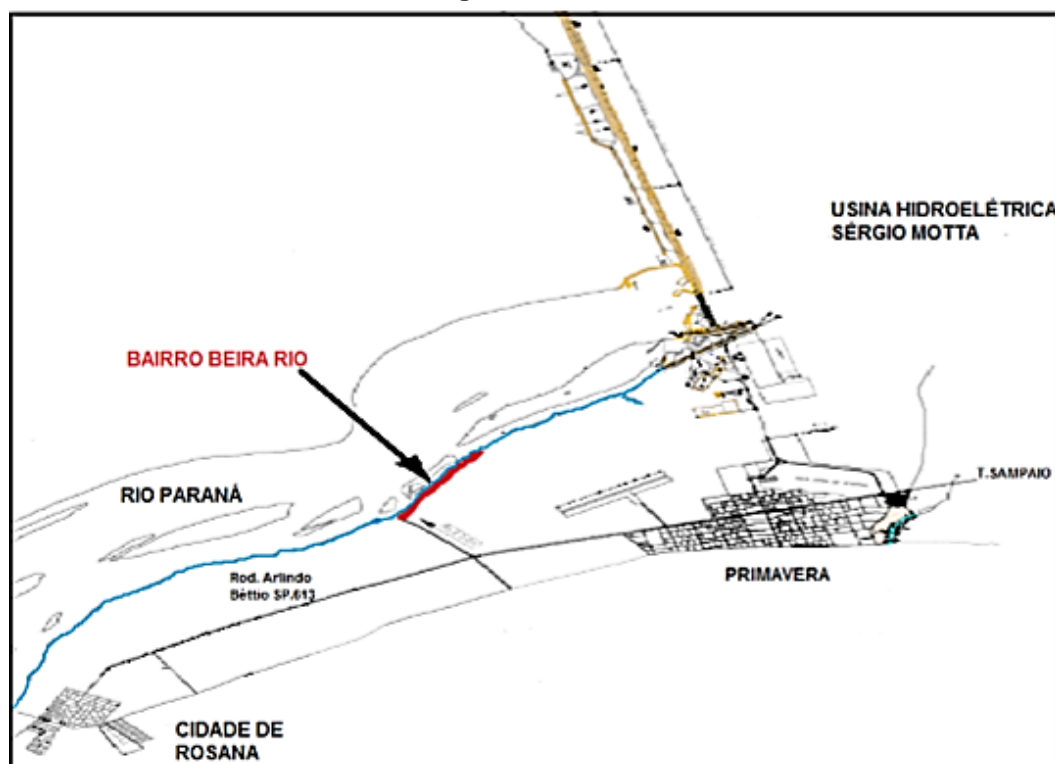 USINA HIDROELÉTRICA
SÉRGIO MOTTA
BAIRRO BEIRA RIO
RIO PARANÁ
T.SAMPAIO
Rod. Arlindo
Béttio SP.613
PRIMAVERA
CIDADE DE
ROSANA